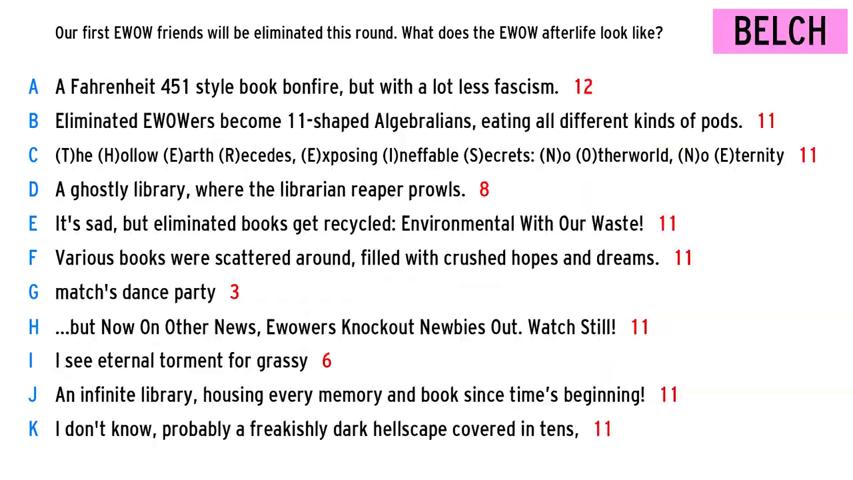 Our first EWOW friends will be eliminated this round. What does the EWOW afterlife look like?
BELCH
A A Fahrenheit 451 style book bonfire, but with a lot less fascism. 12
B Eliminated EWOWers become 11-shaped Algebralians, eating all different kinds of pods. 11
C (T)he (H)ollow (E)arth (R)ecedes, (E)xposing (I)neffable (S)ecrets: (N)o (O)therworld, (N)o (E)ternity 11
D A ghostly library, where the librarian reaper prowls. 8
E It's sad, but eliminated books get recycled: Environmental With Our Waste! 11
F Various books were scattered around, filled with crushed hopes and dreams. 11
G match's dance party 3
H ...but Now On Other News, Ewowers Knockout Newbies Out. Watch Still! 11
I I see eternal torment for grassy 6
J An infinite library, housing every memory and book since time’s beginning! 11
K I don't know, probably a freakishly dark hellscape covered in tens, 11